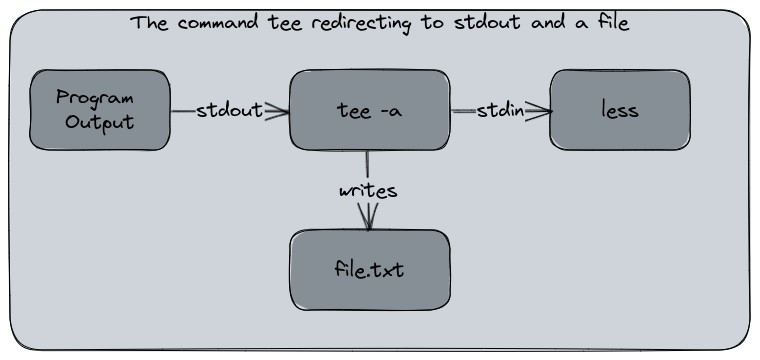 The command tee redirecting to stdout and a file
Program
Output
stdout
tee -a
stdin
less
writes
file.txt